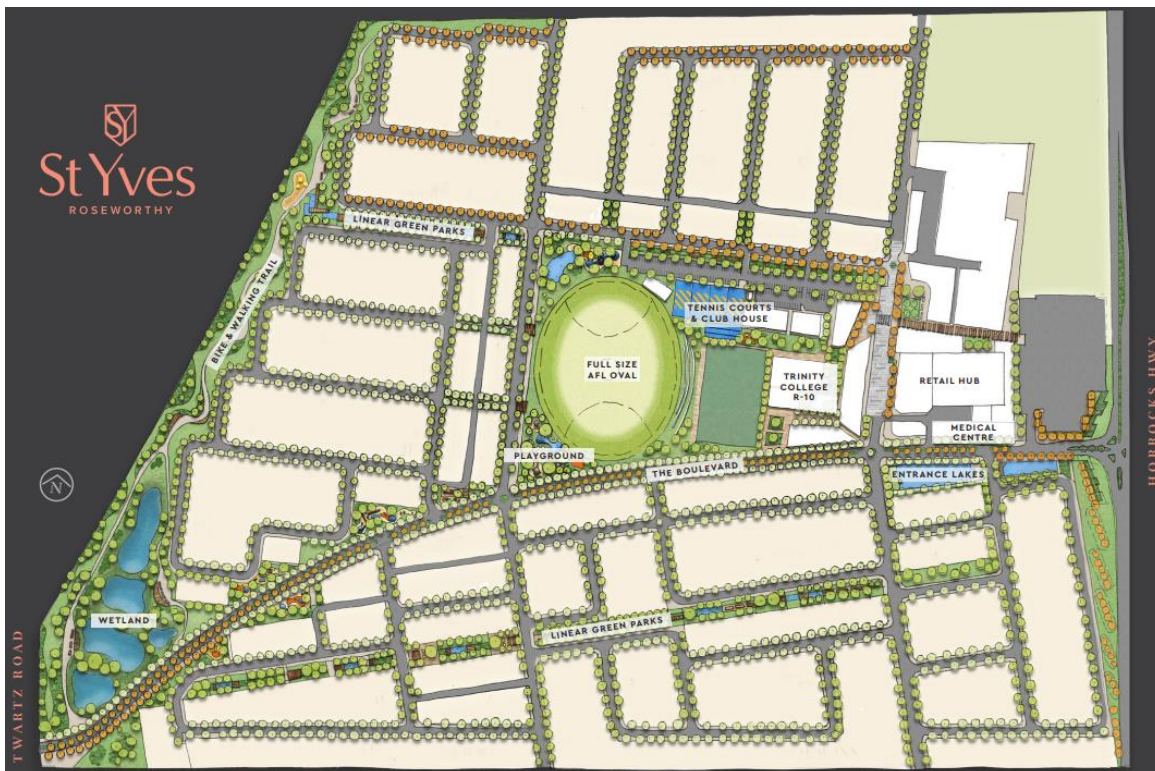 SY
St Yves
ROSEWORTHY
LINEAR GREEN PARKS
BIKE & WALKING TRAIL
TENNIS COURTS
& CLUB HOUSE
FULL SIZE
AFL OVAL
TRINITY
COLLEGE
R-10
RETAIL HUB
MEDICAL
CENTRE
PLAYGROUND
THE BOULEVARD
ENTRANCE LAKES
HORROCKS HWY
N
WETLAND
LINEAR GREEN PARKS
TWARTZ ROAD